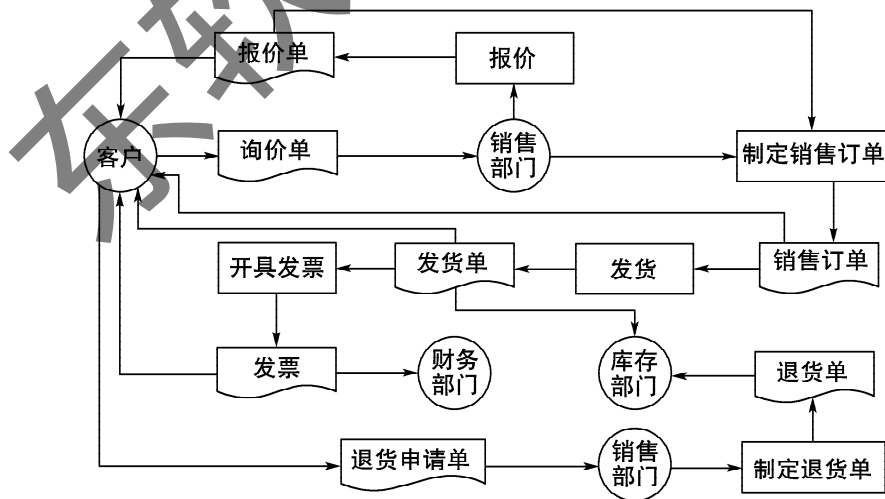 东软
报价单
报价
客户
询价单
销售
部门
制定销售订单
开具发票
发货单
发货
销售订单
发票
财务
部门
库存
部门
退货单
退货申请单
销售
部门
制定退货单